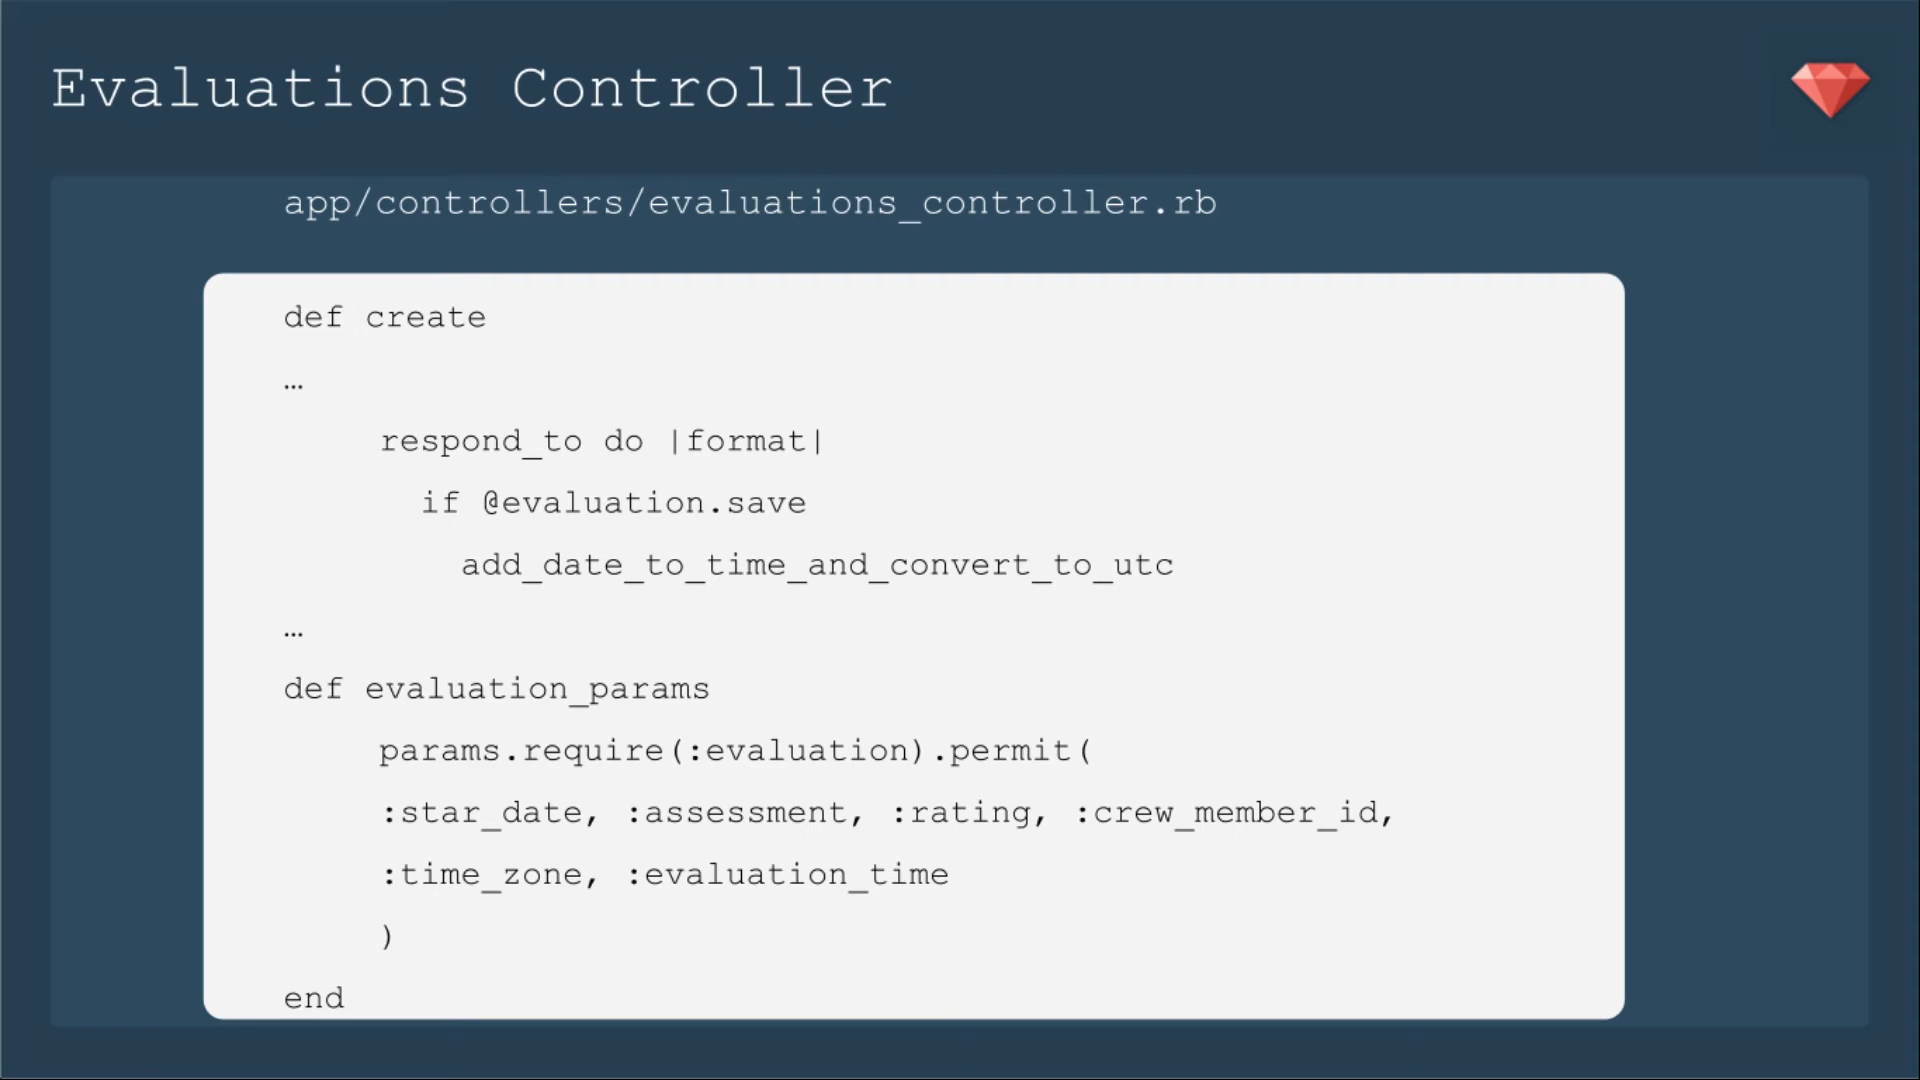 Evaluations Controller
app/controllers/evaluations_controller.rb
def create
…
respond_to do |format|
if @evaluation.save
add_date_to_time_and_convert_to_utc
…
def evaluation_params
params.require(:evaluation).permit(
:star_date, :assessment, :rating, :crew_member_id,
:time_zone, :evaluation_time
)
end